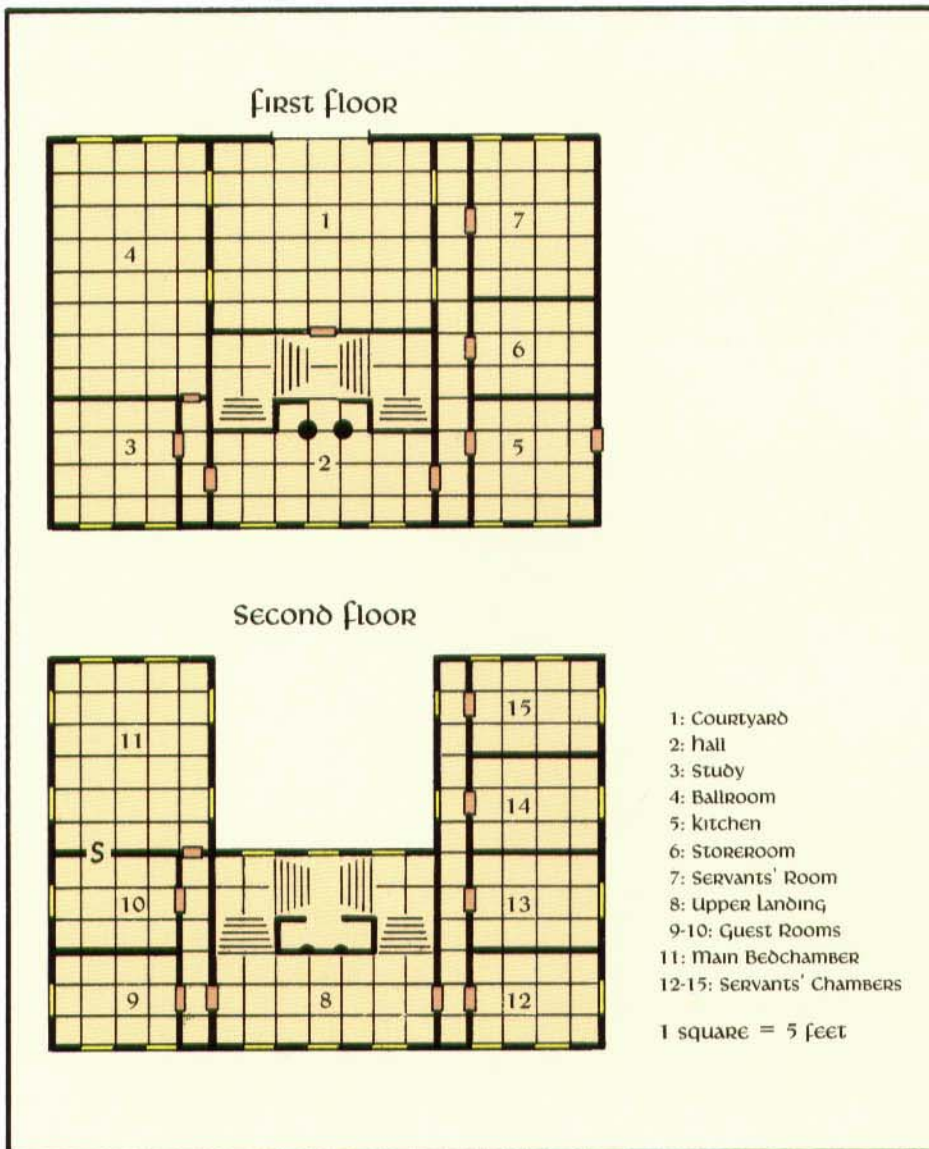 First Floor
1
7
4
6
3
5
2
Second Floor
15
11
14
S
10
13
9
8
12
1: Courtyard
2: Hall
3: Study
4: Ballroom
5: Kitchen
6: Storeroom
7: Servants' Room
8: Upper Landing
9-10: Guest Rooms
11: Main Bedchamber
12-15: Servants' Chambers
1 square = 5 feet